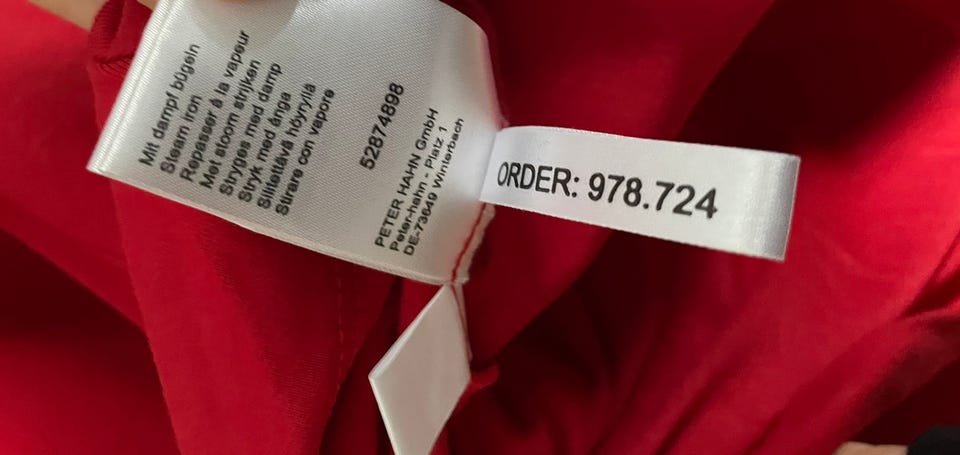 Mit dampf bügeln
Steam iron
Repasser à la vapeur
Met stoom strijken
Stryges med damp
Stryk med ånga
Silitettävä höyryllä
Stirare con vapore
52874898
PETER HAHN GmbH
Peter-hahn - Platz 1
DE-73649 Winterbach
ORDER: 978.724